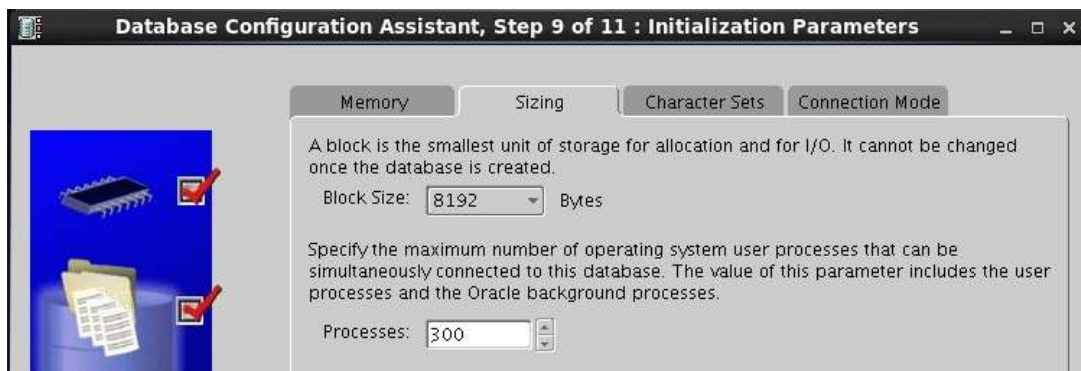 Database Configuration Assistant, Step 9 of 11 : Initialization Parameters
Memory Sizing Character Sets Connection Mode
A block is the smallest unit of storage for allocation and for I/O. It cannot be changed
once the database is created.
Block Size: 8192 Bytes
Specify the maximum number of operating system user processes that can be
simultaneously connected to this database. The value of this parameter includes the user
processes and the Oracle background processes.
Processes: 300